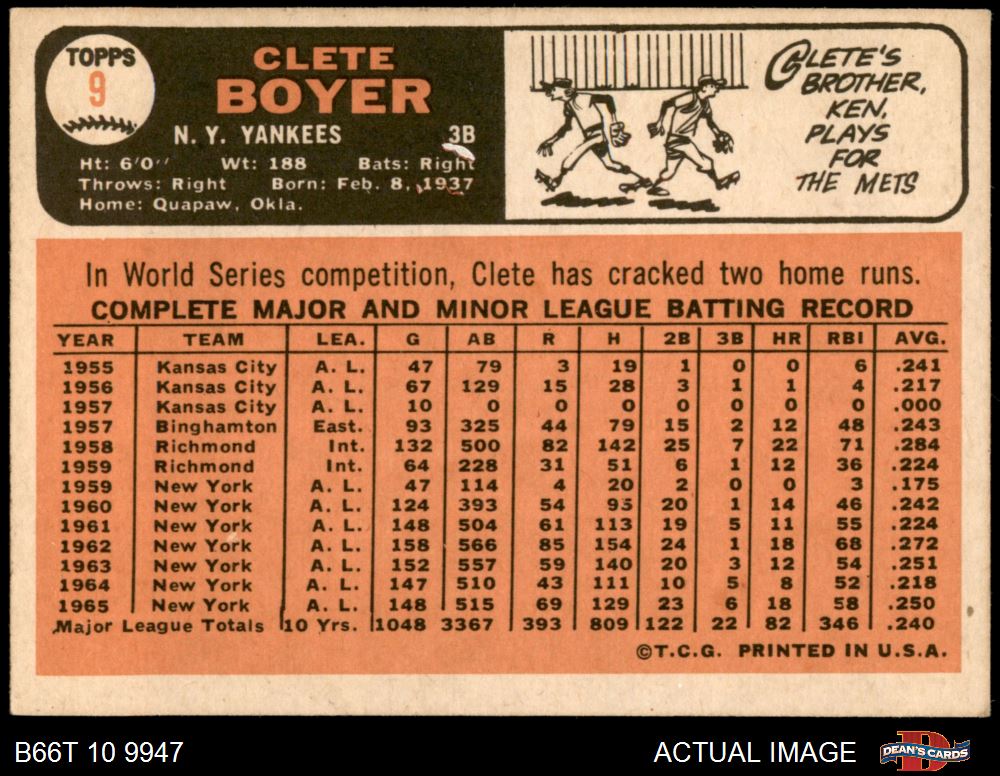 TOPPS
9
CLETE
BOYER
N. Y. YANKEES 3B
Ht: 6'0" Wt: 188 Bats: Right
Throws: Right Born: Feb. 8, 1937
Home: Quapaw, Okla.
CLETE'S
BROTHER,
KEN,
PLAYS
FOR
THE METS
In World Series competition, Clete has cracked two home runs.
COMPLETE MAJOR AND MINOR LEAGUE BATTING RECORD
YEAR TEAM LEA. G AB R H 2B 3B HR RBI AVG.
1955 Kansas City A. L. 47 79 3 19 1 0 0 6 .241
1956 Kansas City A. L. 67 129 15 28 3 1 1 4 .217
1957 Kansas City A. L. 10 0 0 0 0 0 0 0 .000
1957 Binghamton East. 93 325 44 79 15 2 12 48 .243
1958 Richmond Int. 132 500 82 142 25 7 22 71 .284
1959 Richmond Int. 64 228 31 51 6 1 12 36 .224
1959 New York A. L. 47 114 4 20 2 0 0 3 .175
1960 New York A. L. 124 393 54 95 20 1 14 46 .242
1961 New York A. L. 148 504 61 113 19 5 11 55 .224
1962 New York A. L. 158 566 85 154 24 1 18 68 .272
1963 New York A. L. 152 557 59 140 20 3 12 54 .251
1964 New York A. L. 147 510 43 111 10 5 8 52 .218
1965 New York A. L. 148 515 69 129 23 6 18 58 .250
Major League Totals 10 Yrs. 1048 3367 393 809 122 22 82 346 .240
©T.C.G. PRINTED IN U.S.A.
B66T 10 9947 ACTUAL IMAGE DEAN'S CARDS